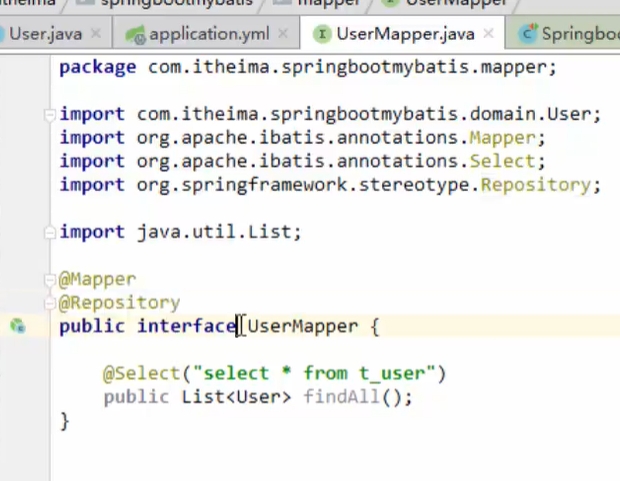 springbootmybatis mapper UserMapper
User.java application.yml UserMapper.java
package com.itheima.springbootmybatis.mapper;
import com.itheima.springbootmybatis.domain.User;
import org.apache.ibatis.annotations.Mapper;
import org.apache.ibatis.annotations.Select;
import org.springframework.stereotype.Repository;
import java.util.List;
@Mapper
@Repository
public interface UserMapper {
@Select("select * from t_user")
public List<User> findAll();
}